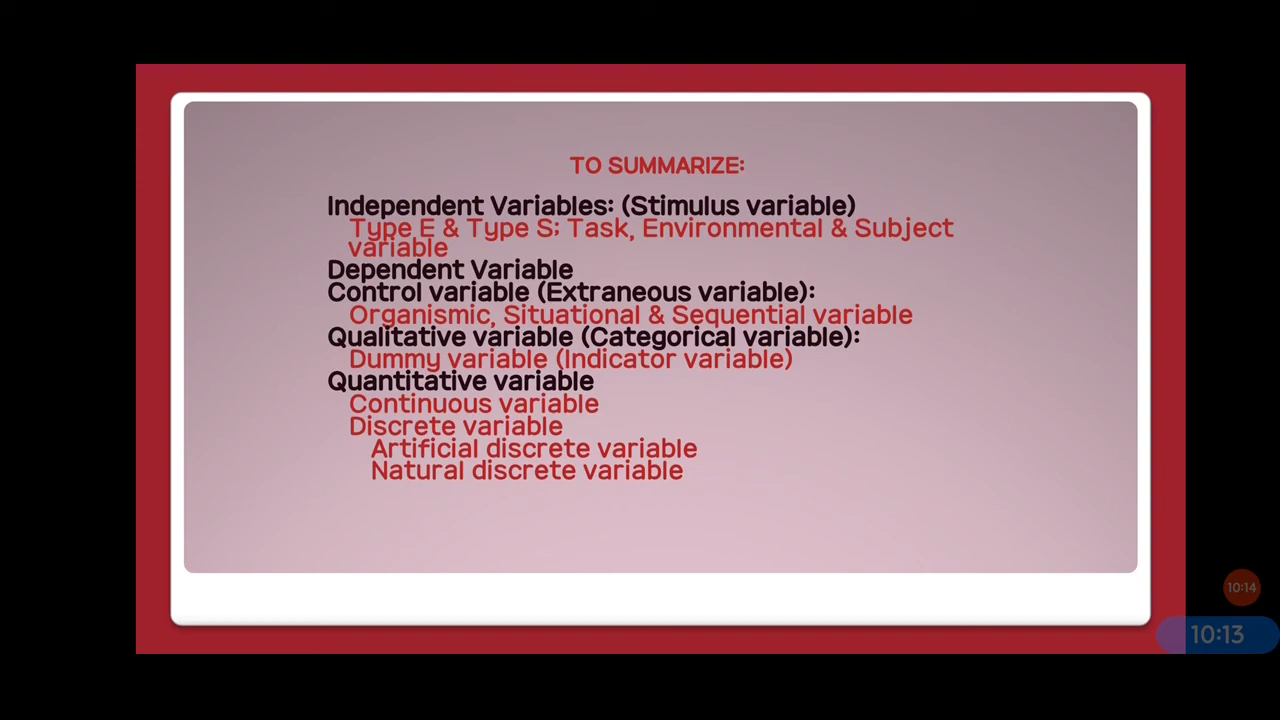 TO SUMMARIZE:
Independent Variables: (Stimulus variable)
Type E & Type S; Task, Environmental & Subject
variable
Dependent Variable
Control variable (Extraneous variable):
Organismic, Situational & Sequential variable
Qualitative variable (Categorical variable):
Dummy variable (Indicator variable)
Quantitative variable
Continuous variable
Discrete variable
Artificial discrete variable
Natural discrete variable
10:14
10:13